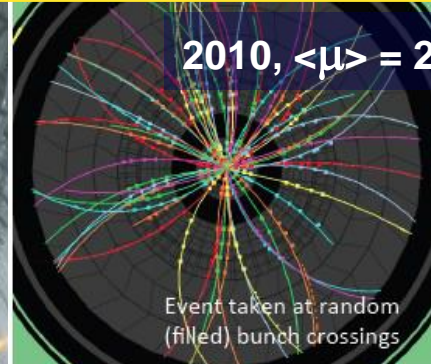 2010, <μ> = 2
Event taken at random
(filled) bunch crossings